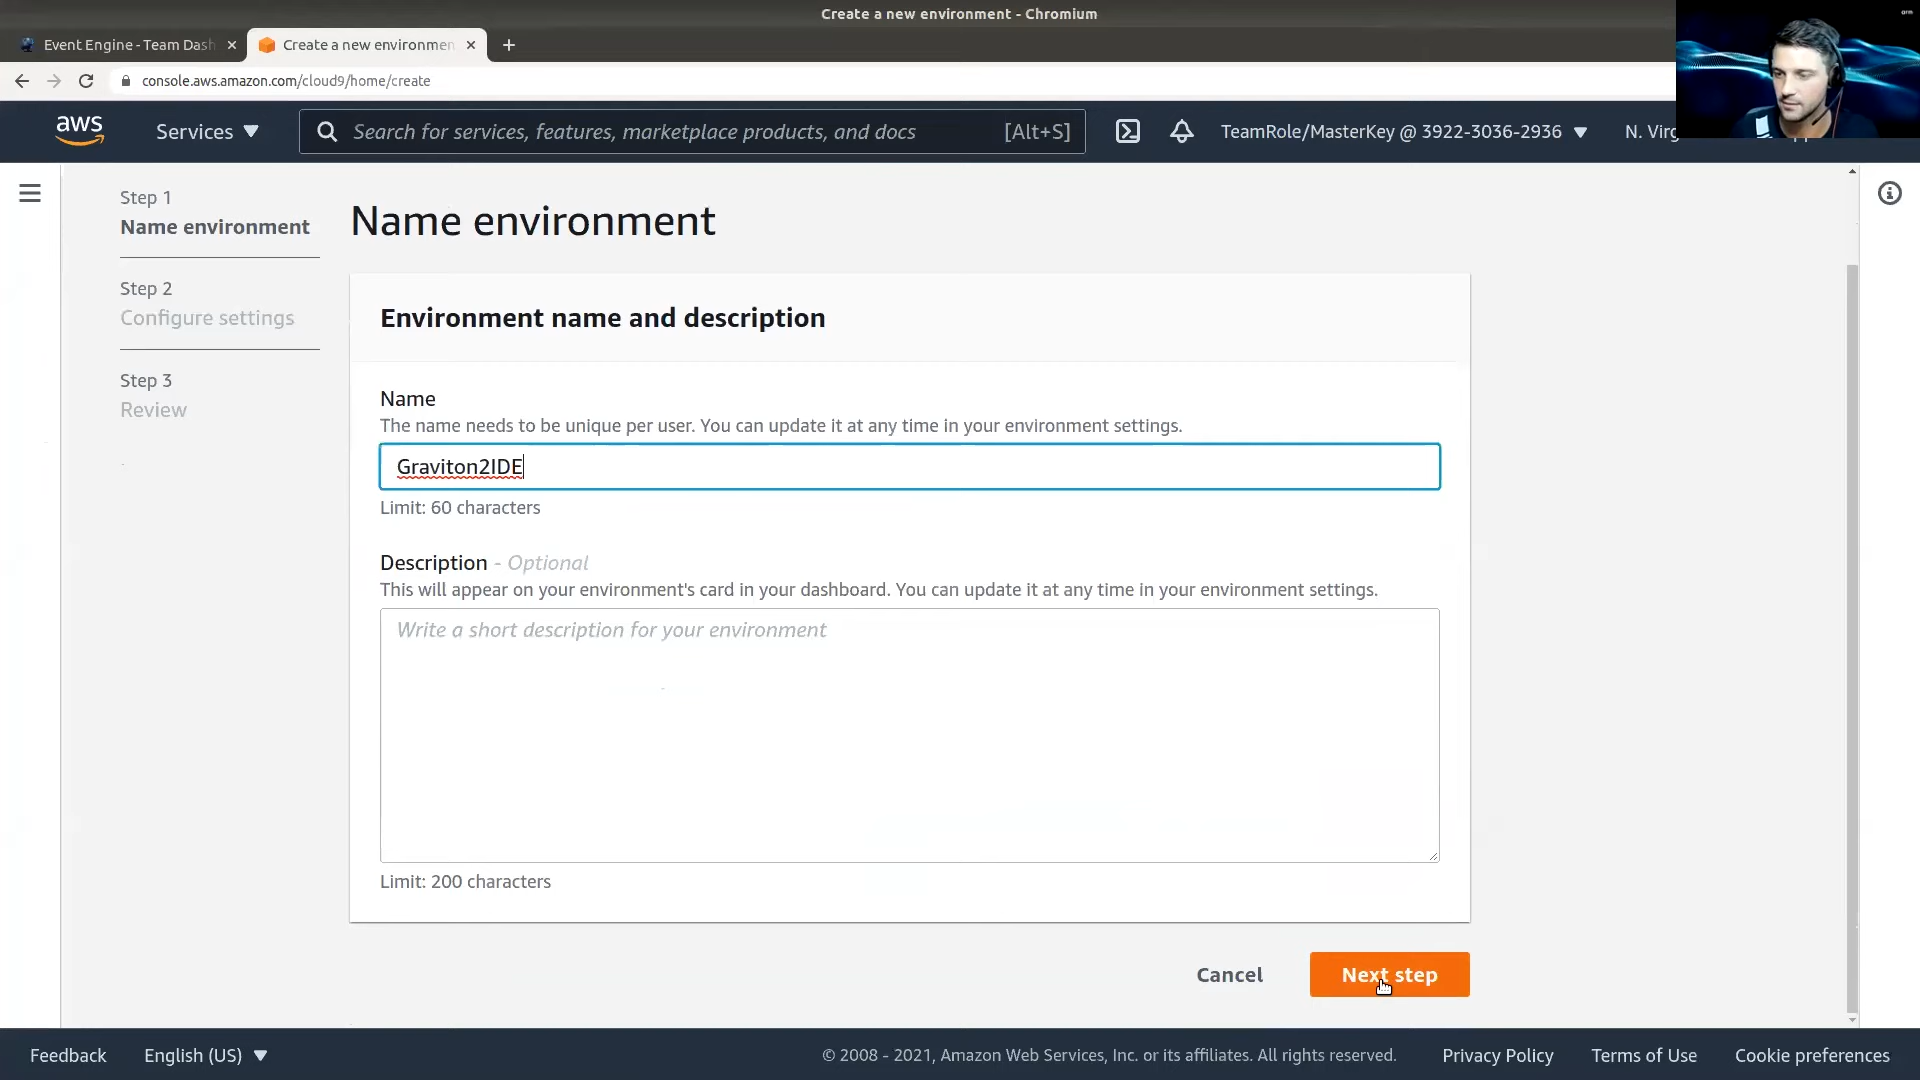 Create a new environment - Chromium
Event Engine - Team Dash
Create a new environmen
console.aws.amazon.com/cloud9/home/create
aws
Services
Search for services, features, marketplace products, and docs
[Alt+S]
TeamRole/MasterKey @ 3922-3036-2936
N. Virg
arm
Step 1
Name environment
Step 2
Configure settings
Step 3
Review
Name environment
Environment name and description
Name
The name needs to be unique per user. You can update it at any time in your environment settings.
Graviton2IDE
Limit: 60 characters
Description - Optional
This will appear on your environment's card in your dashboard. You can update it at any time in your environment settings.
Write a short description for your environment
Limit: 200 characters
Cancel
Next step
Feedback
English (US)
© 2008 - 2021, Amazon Web Services, Inc. or its affiliates. All rights reserved.
Privacy Policy
Terms of Use
Cookie preferences